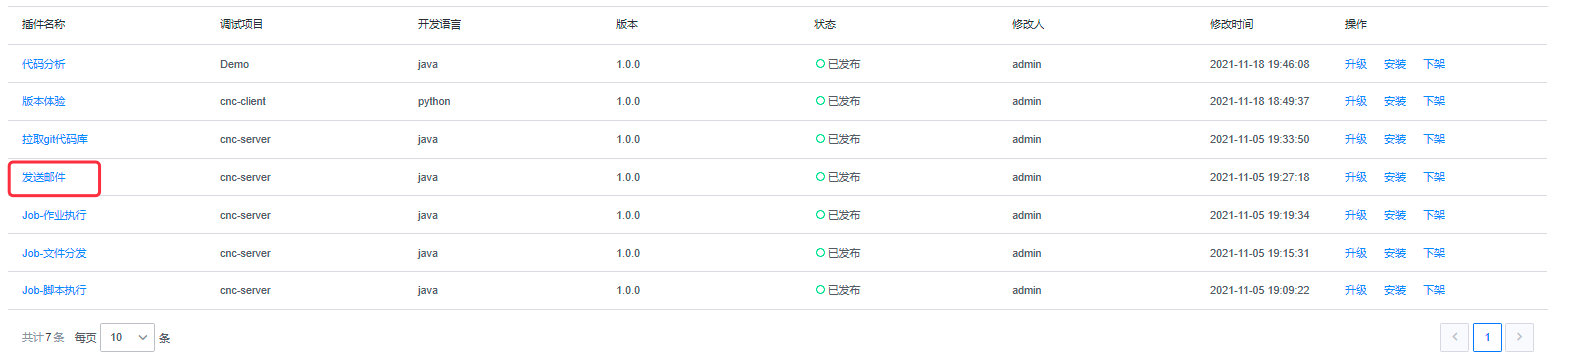 插件名称 调试项目 开发语言 版本 状态 修改人 修改时间 操作
代码分析 Demo java 1.0.0 已发布 admin 2021-11-18 19:46:08 升级 安装 下架
版本体验 cnc-client python 1.0.0 已发布 admin 2021-11-18 18:49:37 升级 安装 下架
拉取git代码库 cnc-server java 1.0.0 已发布 admin 2021-11-05 19:33:50 升级 安装 下架
发送邮件 cnc-server java 1.0.0 已发布 admin 2021-11-05 19:27:18 升级 安装 下架
Job-作业执行 cnc-server java 1.0.0 已发布 admin 2021-11-05 19:19:34 升级 安装 下架
Job-文件分发 cnc-server java 1.0.0 已发布 admin 2021-11-05 19:15:31 升级 安装 下架
Job-脚本执行 cnc-server java 1.0.0 已发布 admin 2021-11-05 19:09:22 升级 安装 下架
共计7条 每页 10 条 1